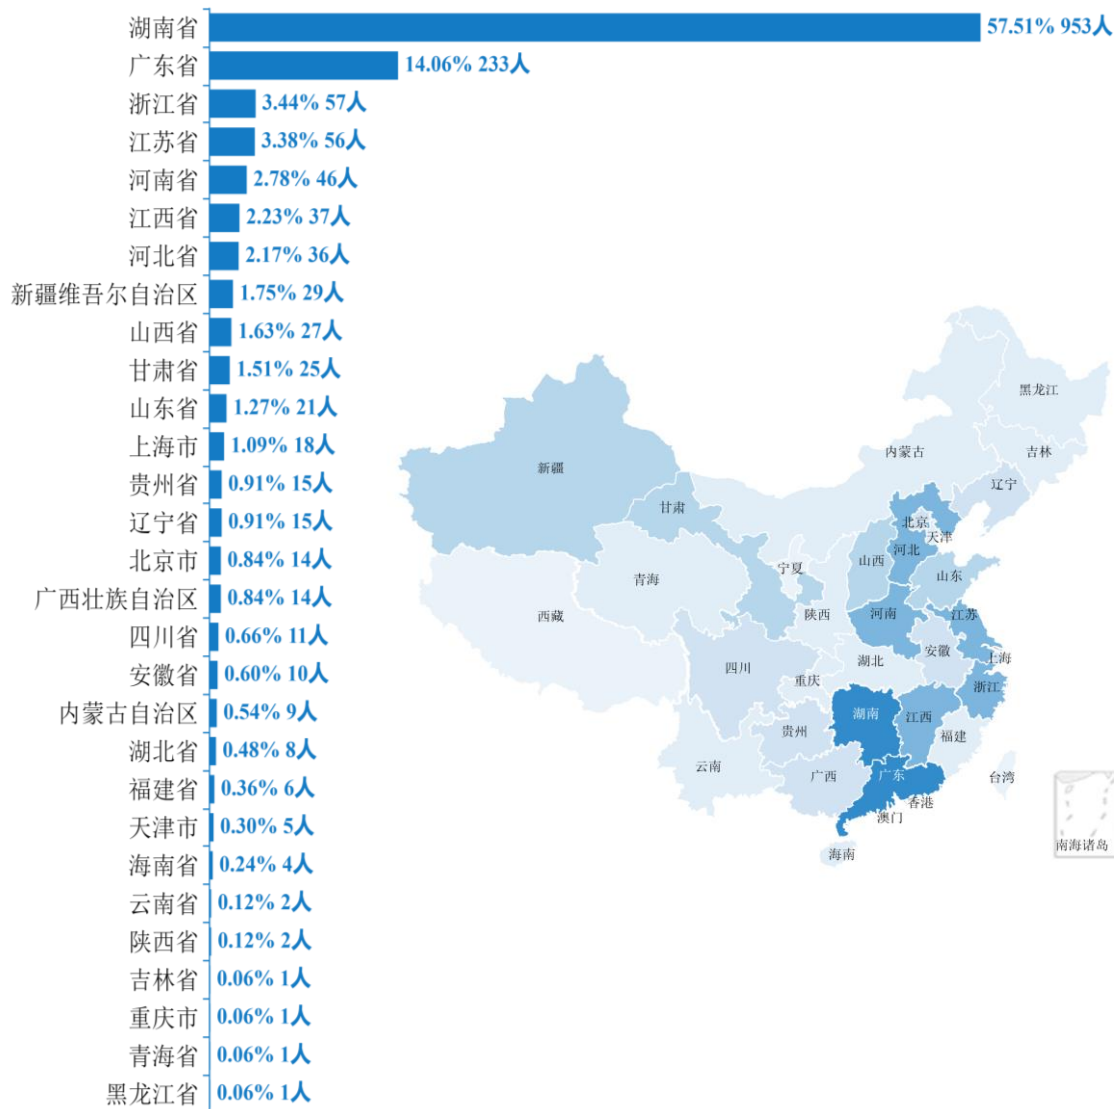 湖南省 57.51% 953人
广东省 14.06% 233人
浙江省 3.44% 57人
江苏省 3.38% 56人
河南省 2.78% 46人
江西省 2.23% 37人
河北省 2.17% 36人
新疆维吾尔自治区 1.75% 29人
山西省 1.63% 27人
甘肃省 1.51% 25人
山东省 1.27% 21人
上海市 1.09% 18人
贵州省 0.91% 15人
辽宁省 0.91% 15人
北京市 0.84% 14人
广西壮族自治区 0.84% 14人
四川省 0.66% 11人
安徽省 0.60% 10人
内蒙古自治区 0.54% 9人
湖北省 0.48% 8人
福建省 0.36% 6人
天津市 0.30% 5人
海南省 0.24% 4人
云南省 0.12% 2人
陕西省 0.12% 2人
吉林省 0.06% 1人
重庆市 0.06% 1人
青海省 0.06% 1人
黑龙江省 0.06% 1人
黑龙江
内蒙古
吉林
新疆
辽宁
甘肃
北京
天津
河北
山西
宁夏
山东
青海
陕西
河南
江苏
西藏
安徽
上海
湖北
四川
重庆
浙江
湖南
江西
贵州
福建
云南
广西
广东
台湾
香港
澳门
南海诸岛
海南